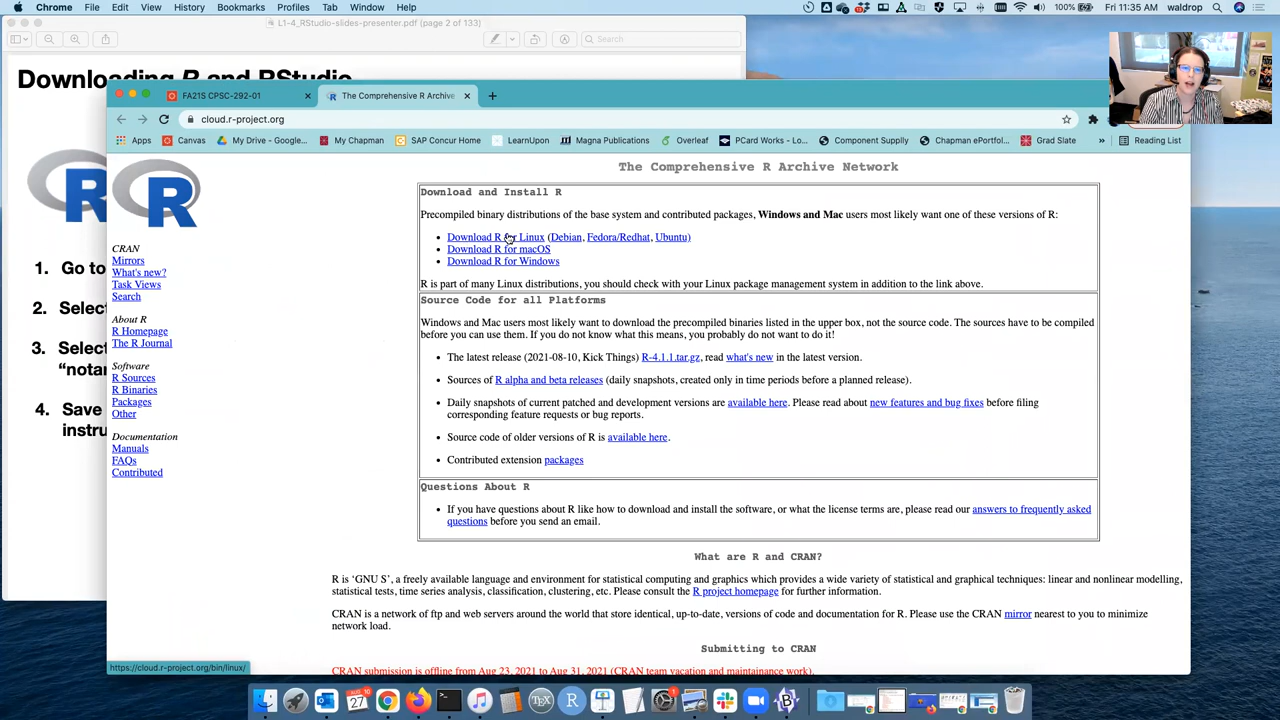 Chrome File Edit View History Bookmarks Profiles Tab Window Help
100% Fri 11:35 AM waldrop
L1-4_RStudio-slides-presenter.pdf (page 2 of 133)
Search
Downloading R and RStudio
FA21S CPSC-292-01
The Comprehensive R Archive
cloud.r-project.org
Apps Canvas My Drive - Google... My Chapman SAP Concur Home LearnUpon Magna Publications Overleaf PCard Works - Lo... Component Supply Chapman ePortfol... Grad Slate » Reading List
R
R
1. Go to
2. Select
3. Select
“notar
4. Save
instru
CRAN
Mirrors
What's new?
Task Views
Search
About R
R Homepage
The R Journal
Software
R Sources
R Binaries
Packages
Other
Documentation
Manuals
FAQs
Contributed
The Comprehensive R Archive Network
Download and Install R
Precompiled binary distributions of the base system and contributed packages, Windows and Mac users most likely want one of these versions of R:
• Download R for Linux (Debian, Fedora/Redhat, Ubuntu)
• Download R for macOS
• Download R for Windows
R is part of many Linux distributions, you should check with your Linux package management system in addition to the link above.
Source Code for all Platforms
Windows and Mac users most likely want to download the precompiled binaries listed in the upper box, not the source code. The sources have to be compiled
before you can use them. If you do not know what this means, you probably do not want to do it!
• The latest release (2021-08-10, Kick Things) R-4.1.1.tar.gz, read what's new in the latest version.
• Sources of R alpha and beta releases (daily snapshots, created only in time periods before a planned release).
• Daily snapshots of current patched and development versions are available here. Please read about new features and bug fixes before filing
corresponding feature requests or bug reports.
• Source code of older versions of R is available here.
• Contributed extension packages
Questions About R
• If you have questions about R like how to download and install the software, or what the license terms are, please read our answers to frequently asked
questions before you send an email.
What are R and CRAN?
R is ‘GNU S’, a freely available language and environment for statistical computing and graphics which provides a wide variety of statistical and graphical techniques: linear and nonlinear modelling,
statistical tests, time series analysis, classification, clustering, etc. Please consult the R project homepage for further information.
CRAN is a network of ftp and web servers around the world that store identical, up-to-date, versions of code and documentation for R. Please use the CRAN mirror nearest to you to minimize
network load.
Submitting to CRAN
CRAN submission is offline from Aug 23, 2021 to Aug 31, 2021 (CRAN team vacation and maintainance work).
https://cloud.r-project.org/bin/linux/